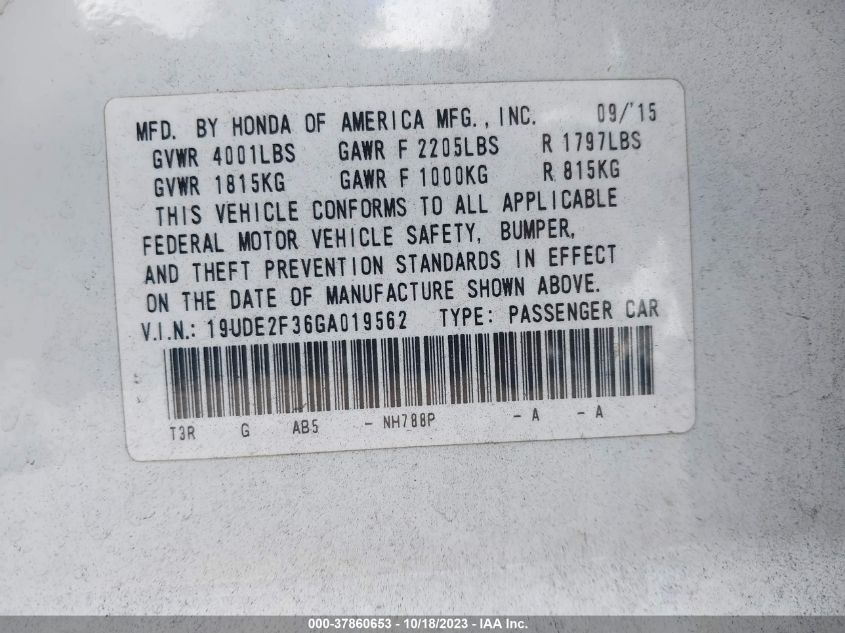 MFD. BY HONDA OF AMERICA MFG., INC. 09/'15
GVWR 4001LBS GAWR F 2205LBS R 1797LBS
GVWR 1815KG GAWR F 1000KG R 815KG
THIS VEHICLE CONFORMS TO ALL APPLICABLE
FEDERAL MOTOR VEHICLE SAFETY, BUMPER,
AND THEFT PREVENTION STANDARDS IN EFFECT
ON THE DATE OF MANUFACTURE SHOWN ABOVE.
V.I.N.: 19UDE2F36GA019562 TYPE: PASSENGER CAR
T3R G AB5 - NH788P - A - A
000-37860653 - 10/18/2023 - IAA Inc.